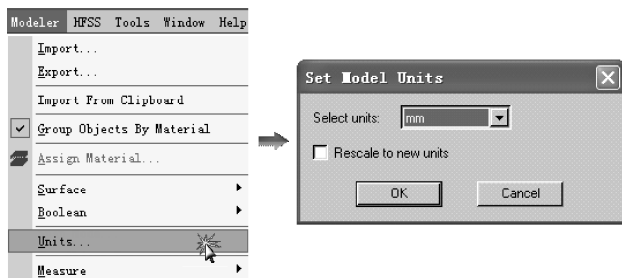 Modeler HFSS Tools Window Help
Import...
Export...
Import From Clipboard
Group Objects By Material
Assign Material...
Surface
Boolean
Units...
Measure
Set Model Units
Select units: mm
Rescale to new units
OK Cancel